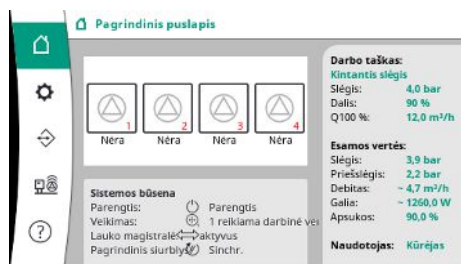 Pagrindinis puslapis
1 2 3 4
Nėra Nėra Nėra Nėra
Sistemos būsena
Parengtis: Parengtis
Veikimas: 1 reikiama darbinė
Lauko magistralė aktyvus
Pagrindinis siurblys Sinchr.
Darbo taškas:
Kintantis slėgis
Slėgis: 4,0 bar
Dalis: 90 %
Q100 %: 12,0 m³/h
Esamos vertės:
Slėgis: 3,9 bar
Priešslėgis: 2,2 bar
Debitas: ~ 4,7 m³/h
Galia: ~ 1260,0 W
Apsukos: 90,0 %
Naudotojas: Kūrėjas